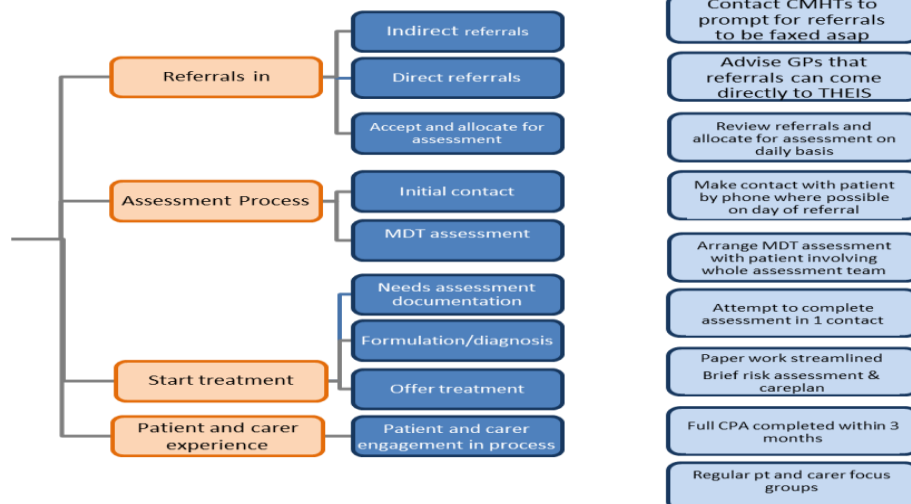 Referrals in
Assessment Process
Start treatment
Patient and carer
experience
Indirect referrals
Direct referrals
Accept and allocate for
assessment
Initial contact
MDT assessment
Needs assessment
documentation
Formulation/diagnosis
Offer treatment
Patient and carer
engagement in process
Contact CMHTs to
prompt for referrals
to be faxed asap
Advise GPs that
referrals can come
directly to THEIS
Review referrals and
allocate for assessment on
daily basis
Make contact with patient
by phone where possible
on day of referral
Arrange MDT assessment
with patient involving
whole assessment team
Attempt to complete
assessment in 1 contact
Paper work streamlined
Brief risk assessment &
careplan
Full CPA completed within 3
months
Regular pt and carer focus
groups